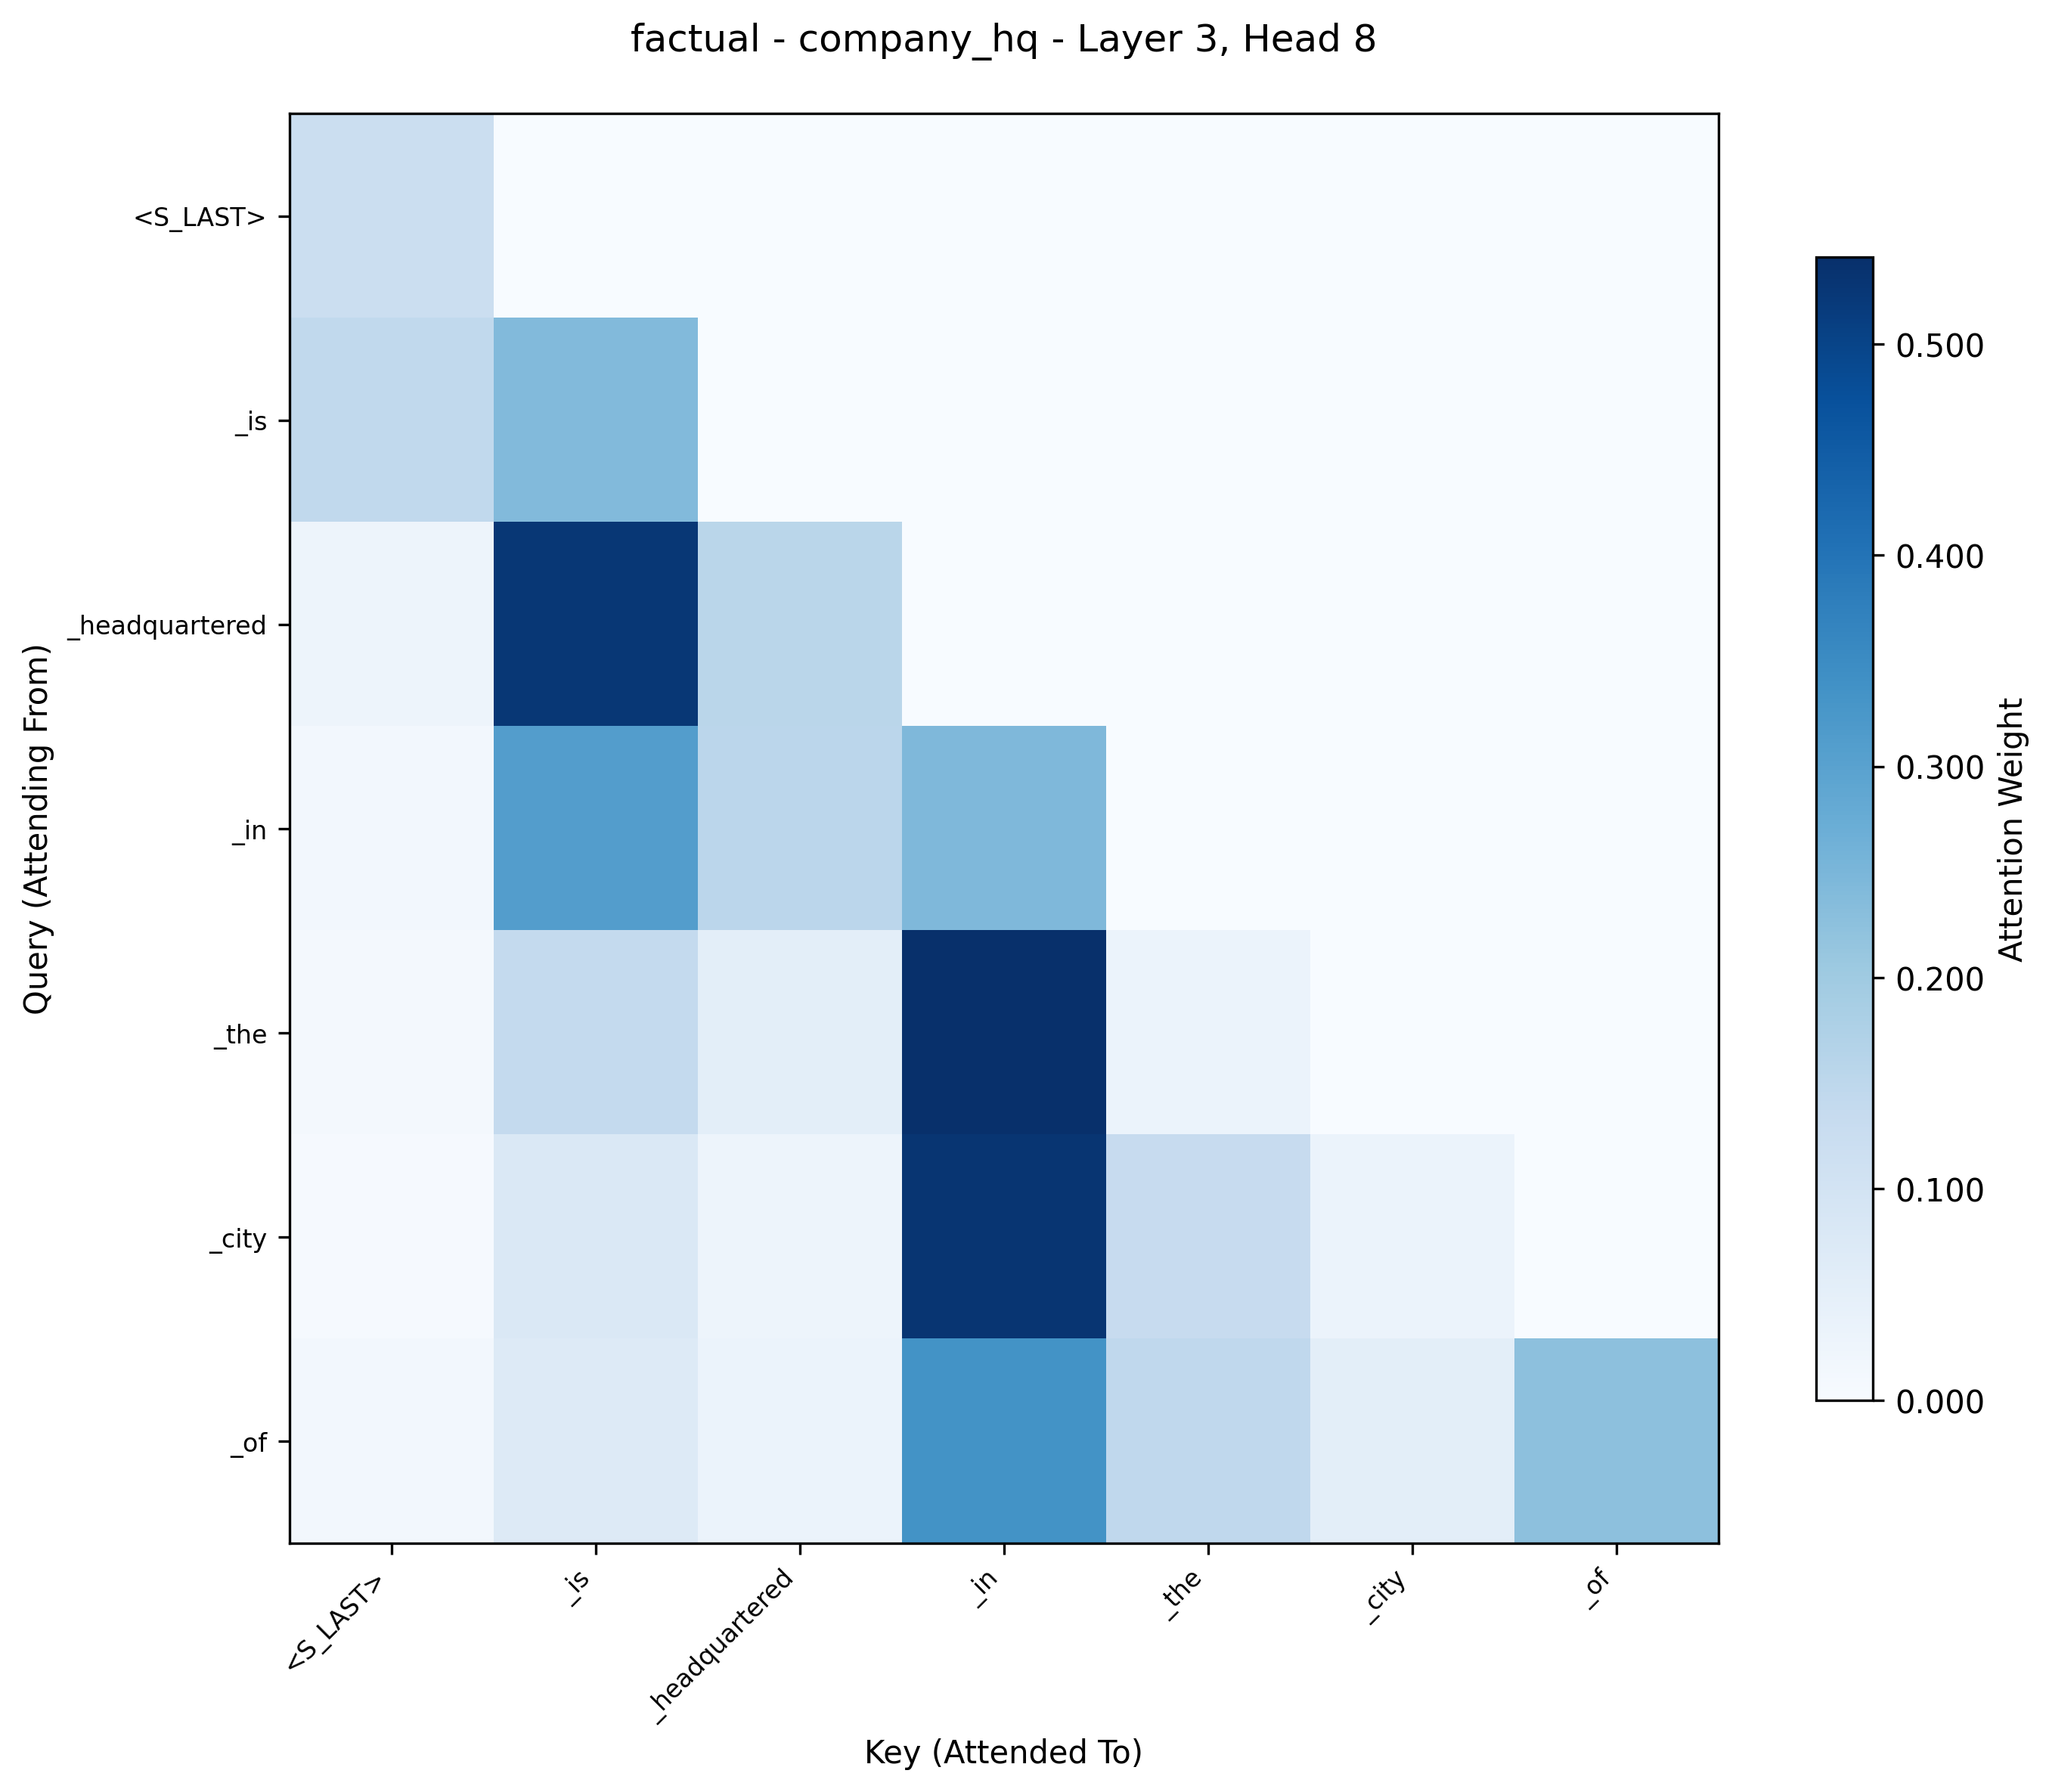 factual - company_hq - Layer 3, Head 8
Query (Attending From)
<S_LAST>
_is
_headquartered
_in
_the
_city
_of
<S_LAST>
_is
_headquartered
_in
_the
_city
_of
Key (Attended To)
0.500
0.400
0.300
0.200
0.100
0.000
Attention Weight